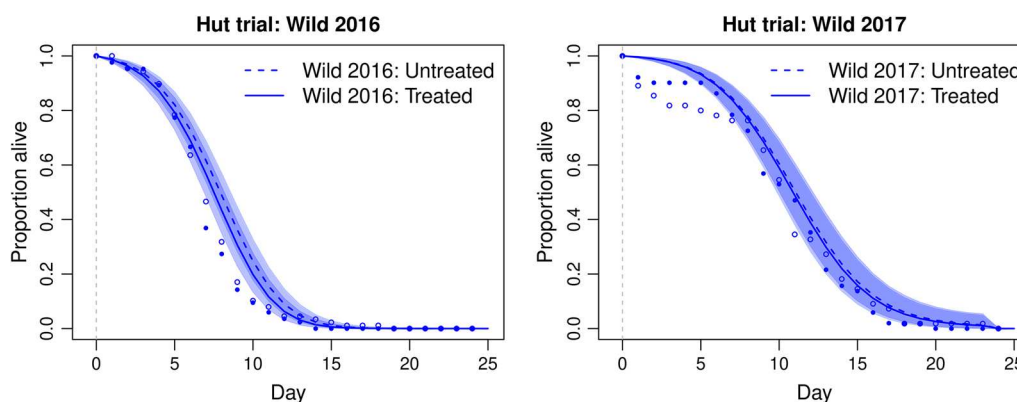 Hut trial: Wild 2016
1.0
0.8
0.6
0.4
0.2
0.0
Proportion alive
Wild 2016: Untreated
Wild 2016: Treated
0
5
10
15
20
25
Day
Hut trial: Wild 2017
1.0
0.8
0.6
0.4
0.2
0.0
Proportion alive
Wild 2017: Untreated
Wild 2017: Treated
0
5
10
15
20
25
Day